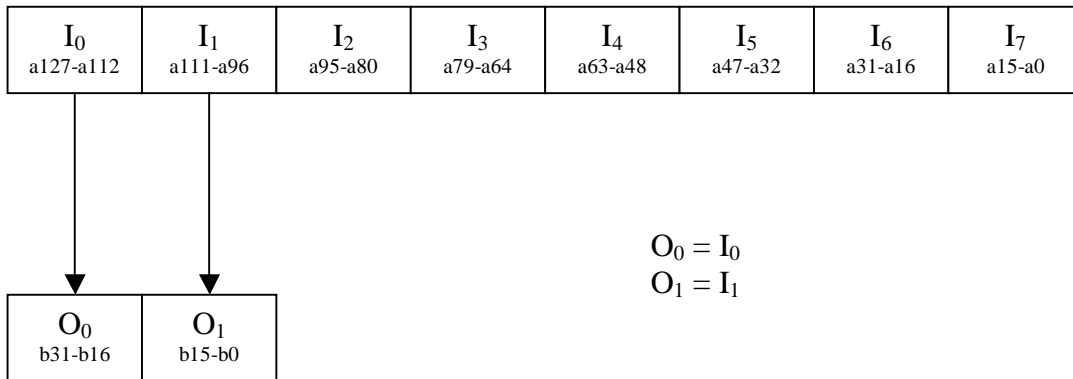 I₀ I₁ I₂ I₃ I₄ I₅ I₆ I₇
a127-a112 a111-a96 a95-a80 a79-a64 a63-a48 a47-a32 a31-a16 a15-a0
O₀ = I₀
O₁ = I₁
O₀ O₁
b31-b16 b15-b0